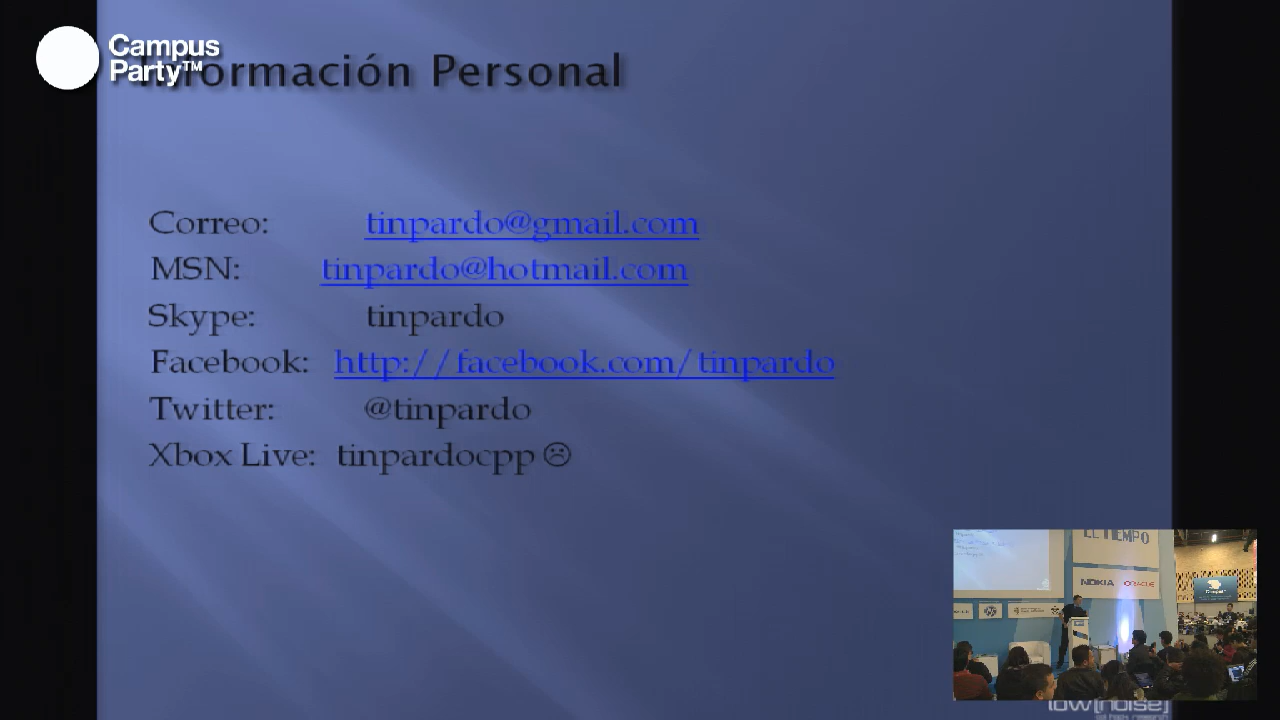 Campus
Party™
Información Personal
Correo: tinpardo@gmail.com
MSN: tinpardo@hotmail.com
Skype: tinpardo
Facebook: http://facebook.com/tinpardo
Twitter: @tinpardo
Xbox Live: tinpardocpp ☹
EL TIEMPO
NOKIA ORACLE
low[noise]